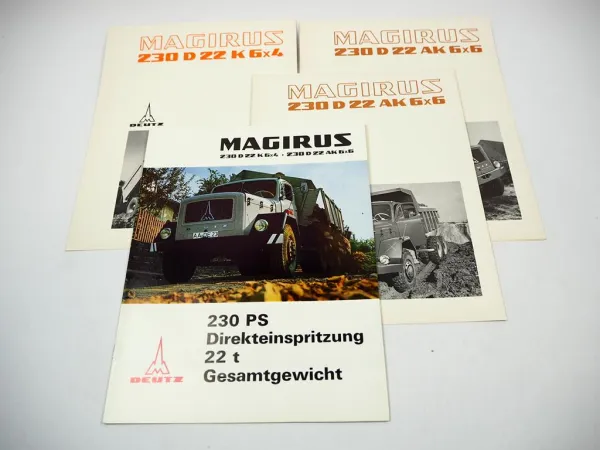 MAGIRUS
230 D 22 K 6x4
MAGIRUS
230 D 22 AK 6x6
MAGIRUS
230 D 22 AK 6x6
DEUTZ
MAGIRUS
230 D 22 K 6x4 · 230 D 22 AK 6x6
230 PS
Direkteinspritzung
22 t
Gesamtgewicht
DEUTZ